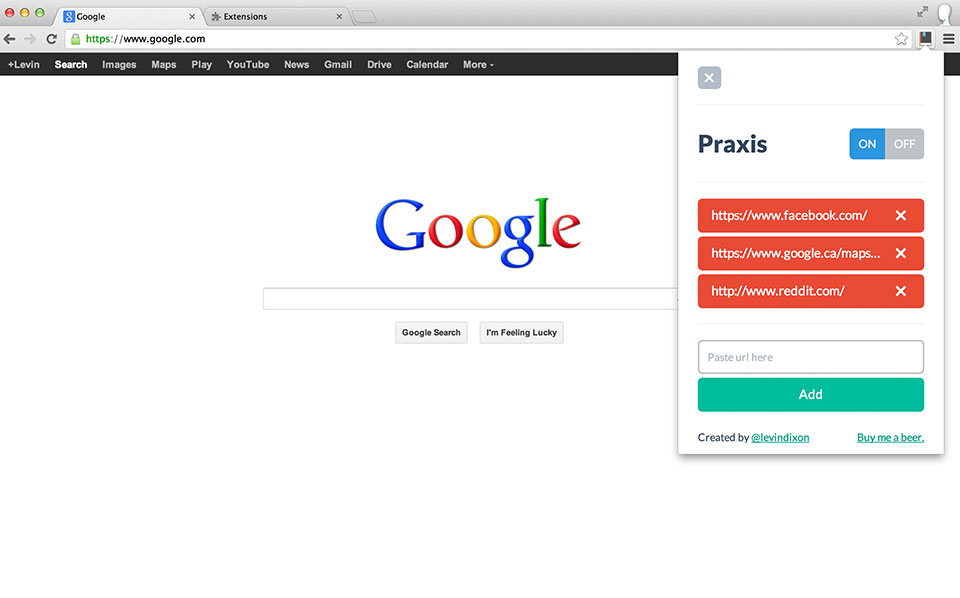 Google
Extensions
https://www.google.com
+Levin Search Images Maps Play YouTube News Gmail Drive Calendar More
Praxis
ON OFF
https://www.facebook.com/
https://www.google.ca/maps...
http://www.reddit.com/
Google
Google Search I'm Feeling Lucky
Paste url here
Add
Created by @levindixon Buy me a beer.